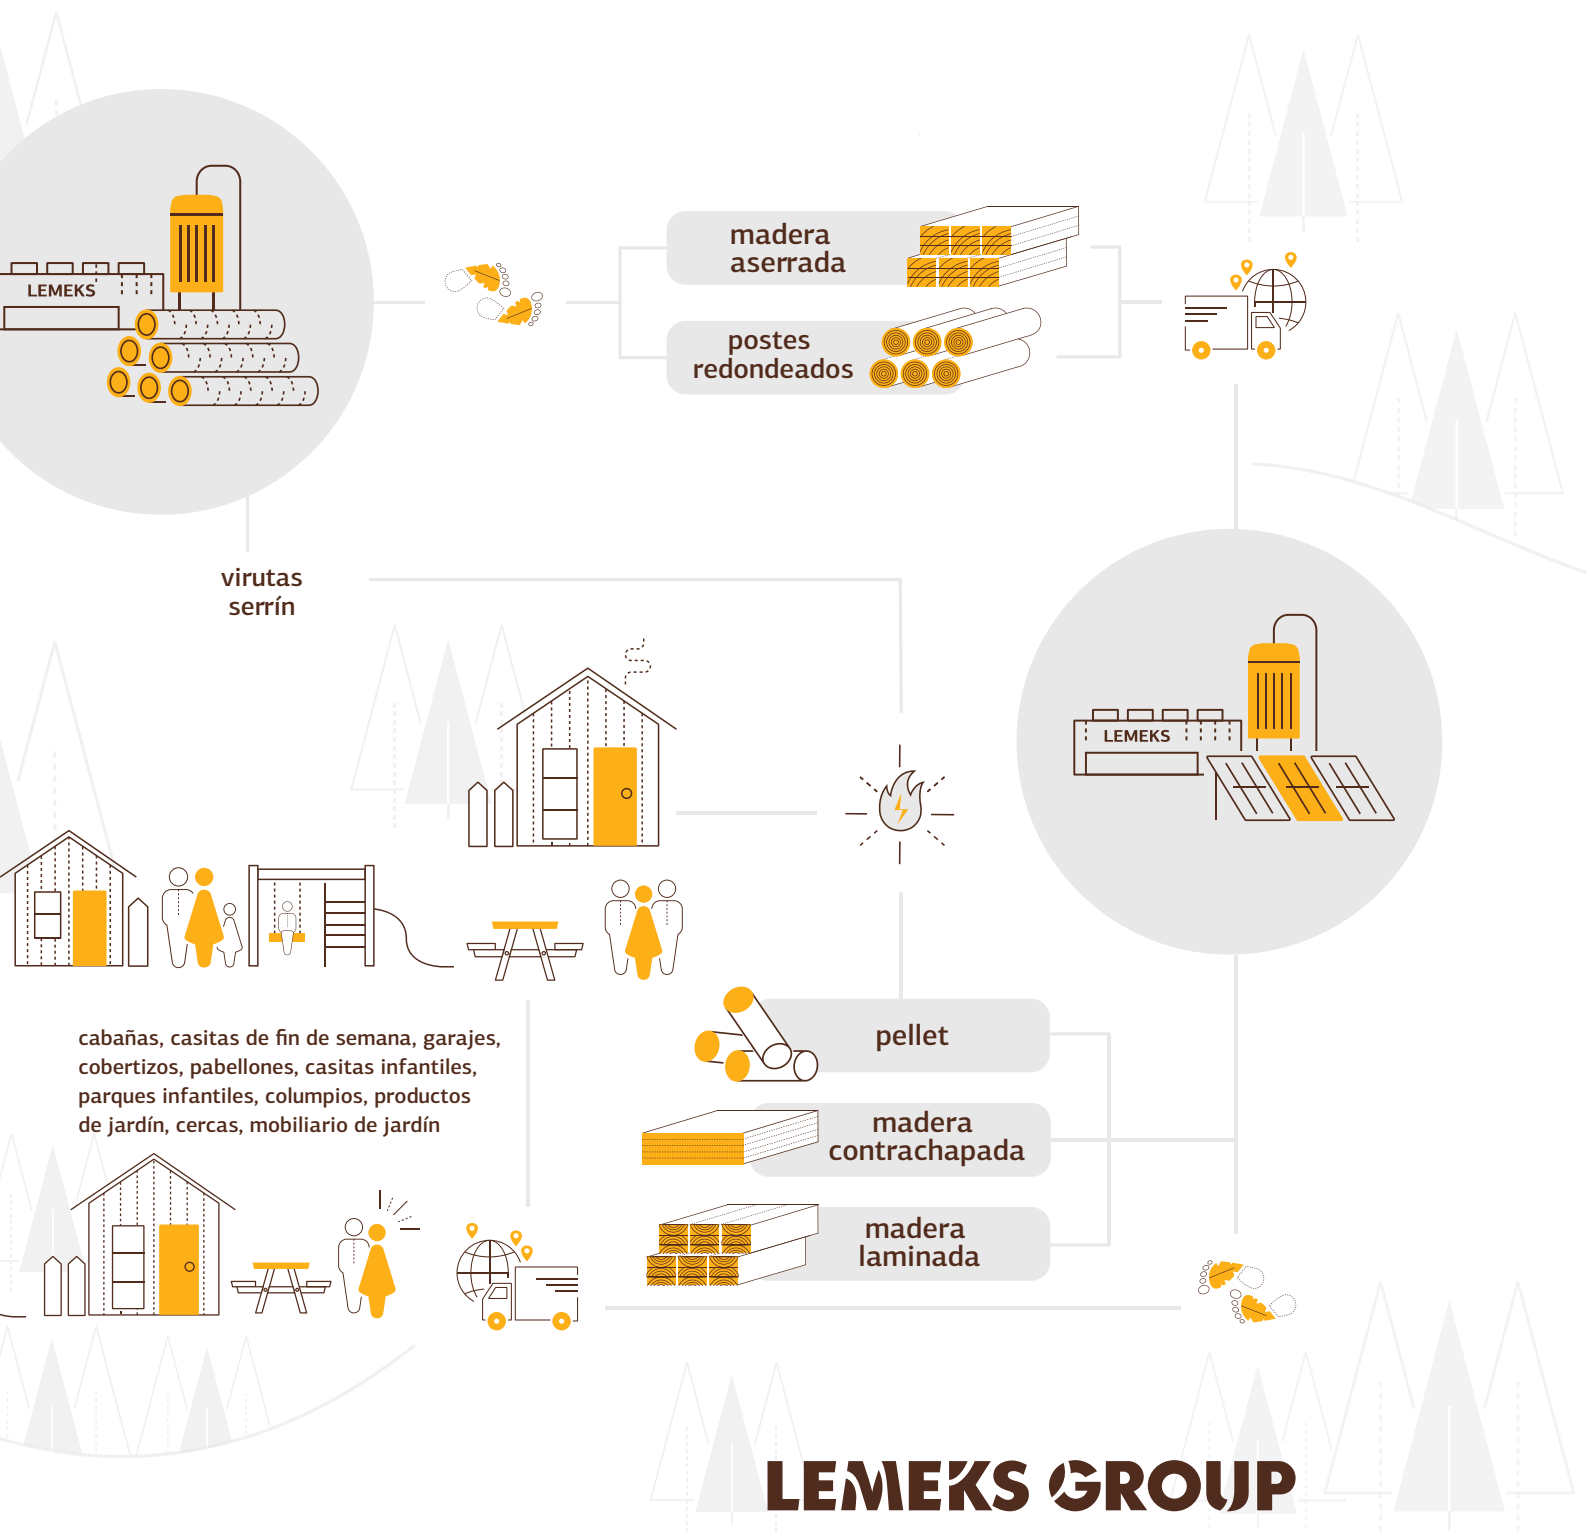 madera
aserrada
LEMEKS
postes
redondeados
virutas
serrín
LEMEKS
cabañas, casitas de fin de semana, garajes,
cobertizos, pabellones, casitas infantiles,
parques infantiles, columpios, productos
de jardín, cercas, mobiliario de jardín
pellet
madera
contrachapada
madera
laminada
LEMEKS GROUP